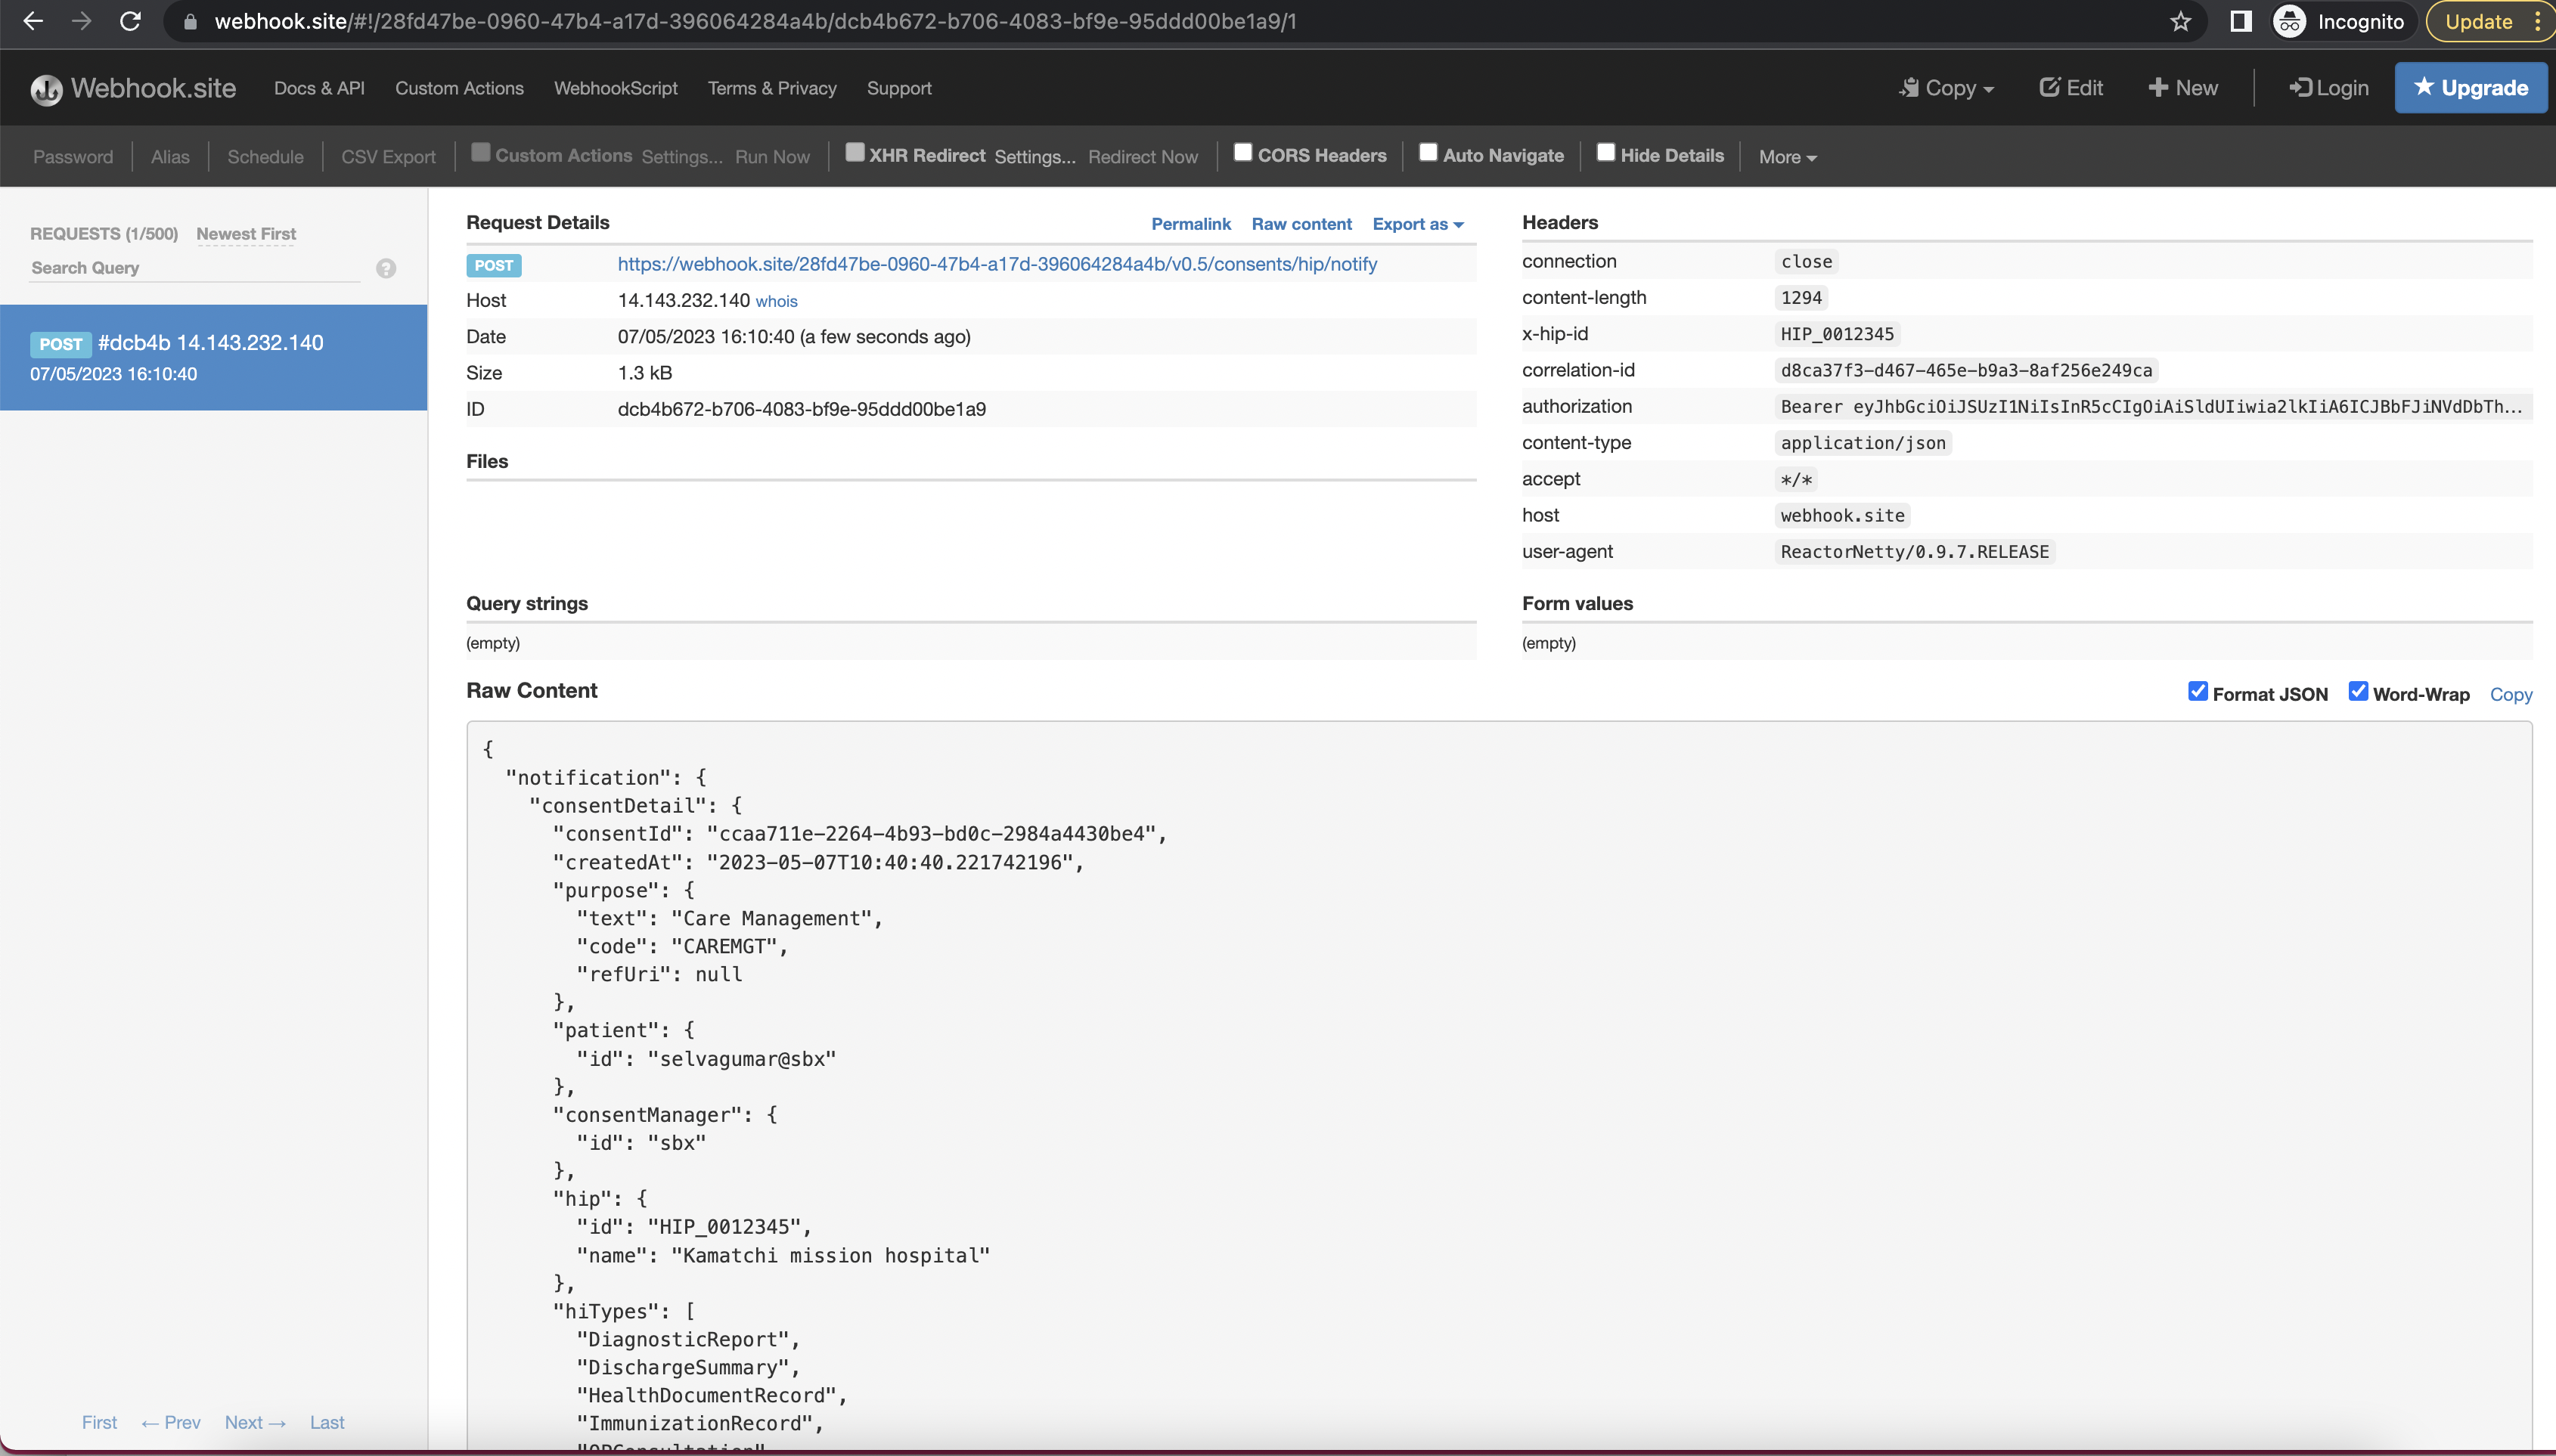 webhook.site/#!/28fd47be-0960-47b4-a17d-396064284a4b/dcb4b672-b706-4083-bf9e-95ddd00be1a9/1
Incognito
Update
Webhook.site Docs & API Custom Actions WebhookScript Terms & Privacy Support Copy Edit New Login Upgrade
Password Alias Schedule CSV Export Custom Actions Settings... Run Now XHR Redirect Settings... Redirect Now CORS Headers Auto Navigate Hide Details More
REQUESTS (1/500) Newest First
Search Query
?
POST #dcb4b 14.143.232.140
07/05/2023 16:10:40
First ← Prev Next → Last
Request Details Permalink Raw content Export as
POST https://webhook.site/28fd47be-0960-47b4-a17d-396064284a4b/v0.5/consents/hip/notify
Host 14.143.232.140 whois
Date 07/05/2023 16:10:40 (a few seconds ago)
Size 1.3 kB
ID dcb4b672-b706-4083-bf9e-95ddd00be1a9
Files
Headers
connection close
content-length 1294
x-hip-id HIP_0012345
correlation-id d8ca37f3-d467-465e-b9a3-8af256e249ca
authorization Bearer eyJhbGciOiJSUzI1NiIsInR5cCIgOiAiSldUIiwia2lkIiA6ICJBbFJiNVdDbTh...
content-type application/json
accept */*
host webhook.site
user-agent ReactorNetty/0.9.7.RELEASE
Query strings
(empty)
Form values
(empty)
Raw Content Format JSON Word-Wrap Copy
{
"notification": {
"consentDetail": {
"consentId": "ccaa711e-2264-4b93-bd0c-2984a4430be4",
"createdAt": "2023-05-07T10:40:40.221742196",
"purpose": {
"text": "Care Management",
"code": "CAREMGT",
"refUri": null
},
"patient": {
"id": "selvagumar@sbx"
},
"consentManager": {
"id": "sbx"
},
"hip": {
"id": "HIP_0012345",
"name": "Kamatchi mission hospital"
},
"hiTypes": [
"DiagnosticReport",
"DischargeSummary",
"HealthDocumentRecord",
"ImmunizationRecord",